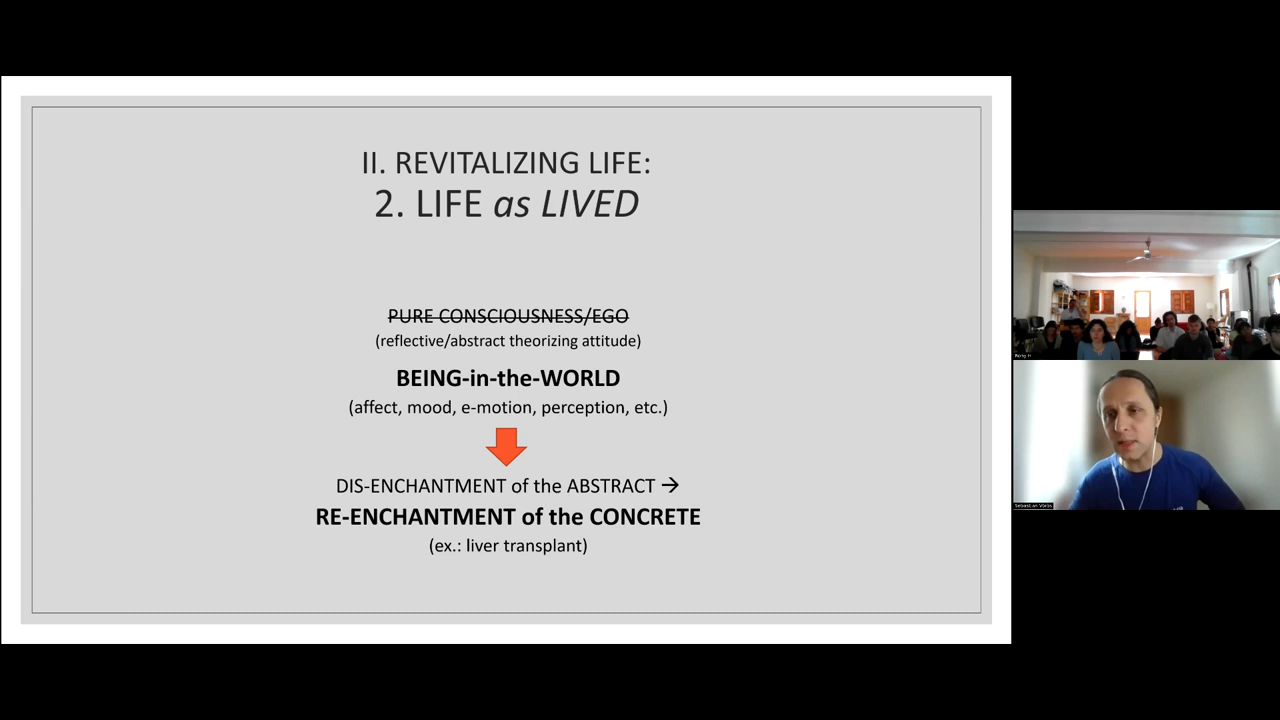 II. REVITALIZING LIFE:
2. LIFE as LIVED
PURE CONSCIOUSNESS/EGO
(reflective/abstract theorizing attitude)
BEING-in-the-WORLD
(affect, mood, e-motion, perception, etc.)
DIS-ENCHANTMENT of the ABSTRACT →
RE-ENCHANTMENT of the CONCRETE
(ex.: liver transplant)